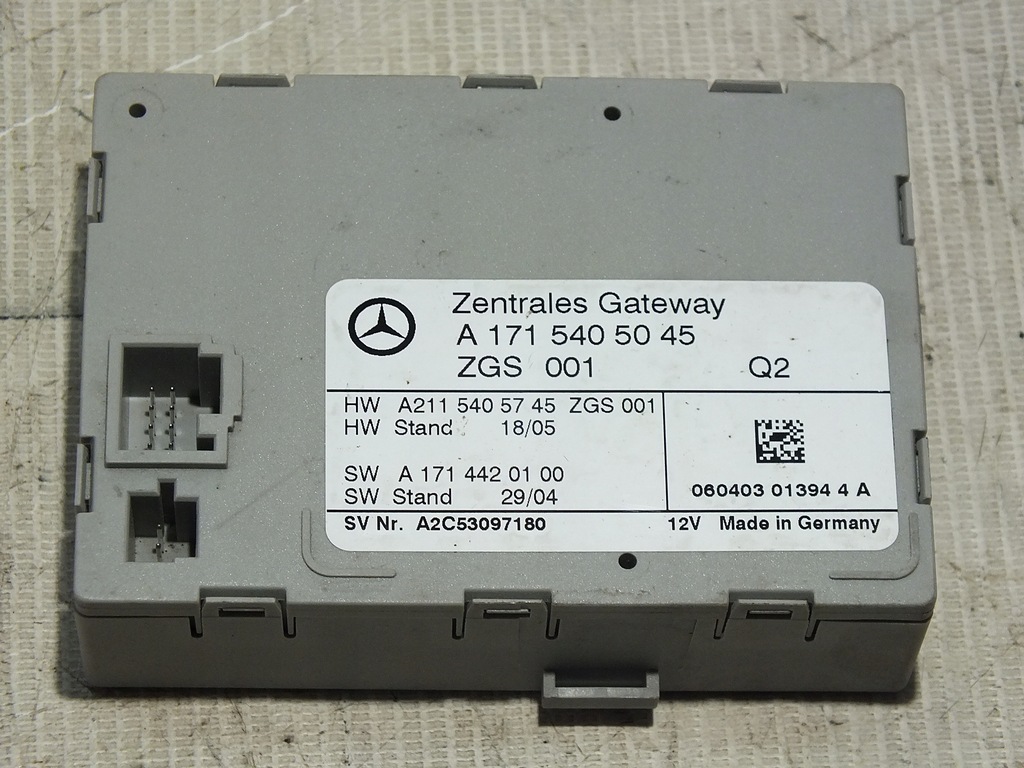 Zentrales Gateway
A 171 540 50 45
ZGS 001 Q2
HW A211 540 57 45 ZGS 001
HW Stand 18/05
SW A 171 442 01 00
SW Stand 29/04
060403 01394 4 A
SV Nr. A2C53097180 12V Made in Germany